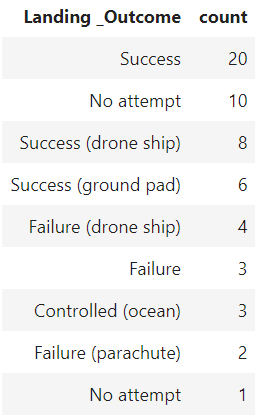 Landing _Outcome count
Success 20
No attempt 10
Success (drone ship) 8
Success (ground pad) 6
Failure (drone ship) 4
Failure 3
Controlled (ocean) 3
Failure (parachute) 2
No attempt 1